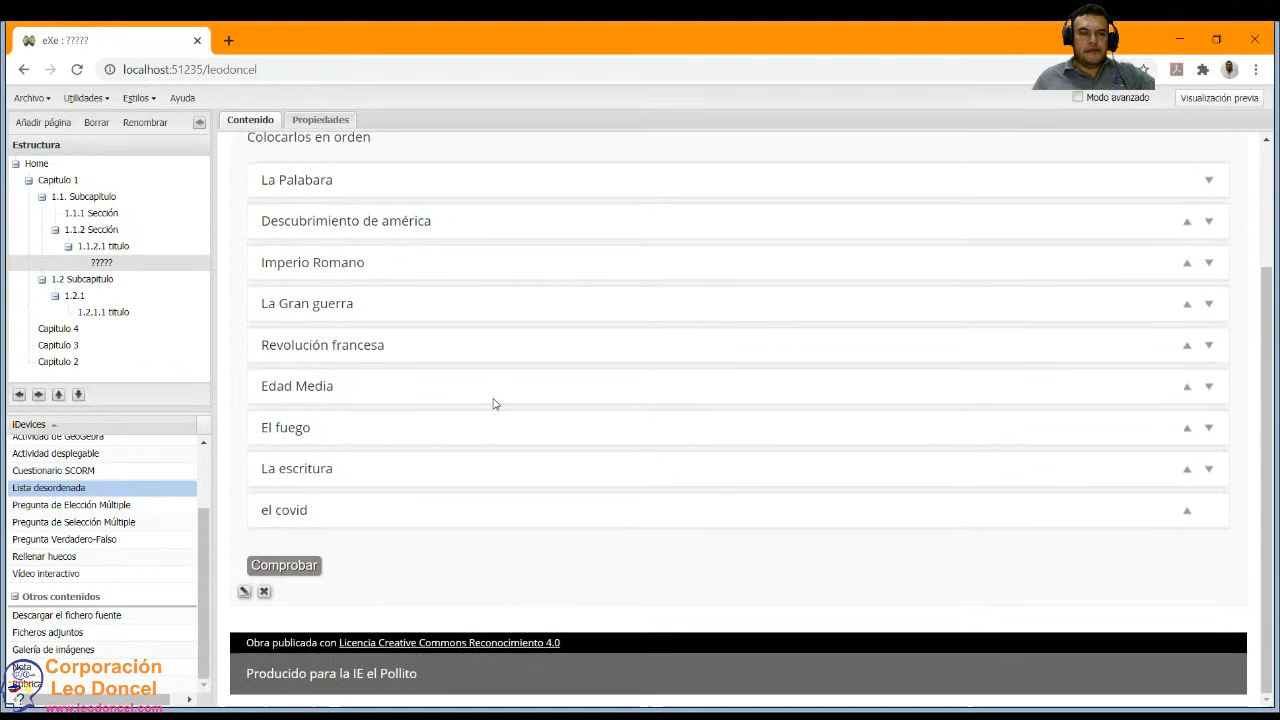 eXe : ?????
localhost:51235/leodoncel
Archivo Utilidades Estilos Ayuda
Modo avanzado
Visualización previa
Añadir página Borrar Renombrar
Contenido Propiedades
Estructura
Home
Capitulo 1
1.1. Subcapitulo
1.1.1 Sección
1.1.2 Sección
1.1.2.1 titulo
?????
1.2 Subcapitulo
1.2.1
1.2.1.1 titulo
Capitulo 4
Capitulo 3
Capitulo 2
iDevices
Actividad de GeoGebra
Actividad desplegable
Cuestionario SCORM
Lista desordenada
Pregunta de Elección Múltiple
Pregunta de Selección Múltiple
Pregunta Verdadero-Falso
Rellenar huecos
Vídeo interactivo
Otros contenidos
Descargar el fichero fuente
Ficheros adjuntos
Galería de imágenes
Nota
Rúbrica
Corporación
Leo Doncel
www.leodoncel.com
Colocarlos en orden
La Palabara
Descubrimiento de américa
Imperio Romano
La Gran guerra
Revolución francesa
Edad Media
El fuego
La escritura
el covid
Comprobar
Obra publicada con Licencia Creative Commons Reconocimiento 4.0
Producido para la IE el Pollito